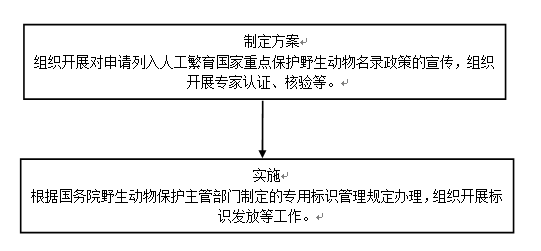 制定方案
组织开展对申请列入人工繁育国家重点保护野生动物名录政策的宣传，组织
开展专家认证、核验等。
实施
根据国务院野生动物保护主管部门制定的专用标识管理规定办理，组织开展标
识发放等工作。